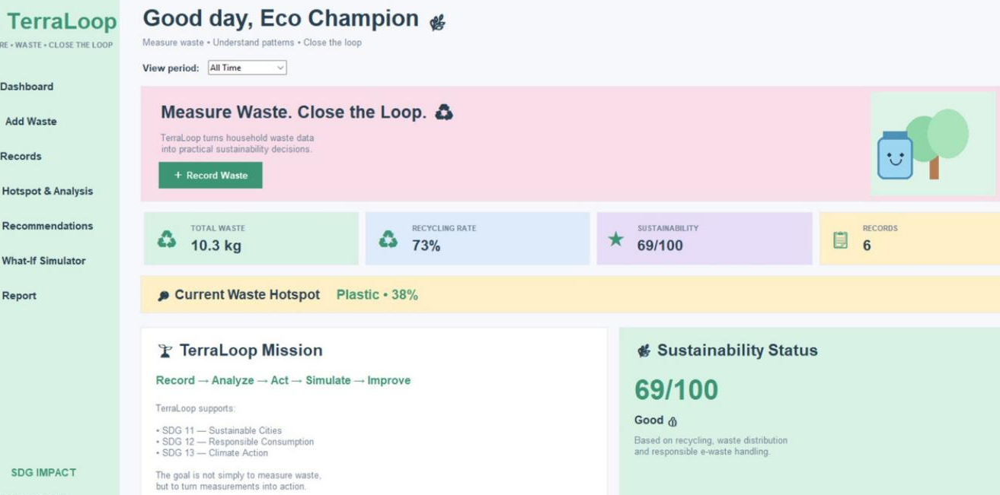 TerraLoop
RE • WASTE • CLOSE THE LOOP
Dashboard
Add Waste
Records
Hotspot & Analysis
Recommendations
What-If Simulator
Report
SDG IMPACT
Good day, Eco Champion
Measure waste • Understand patterns • Close the loop
View period: All Time
Measure Waste. Close the Loop.
TerraLoop turns household waste data
into practical sustainability decisions.
+ Record Waste
TOTAL WASTE
10.3 kg
RECYCLING RATE
73%
SUSTAINABILITY
69/100
RECORDS
6
Current Waste Hotspot Plastic • 38%
TerraLoop Mission
Record → Analyze → Act → Simulate → Improve
TerraLoop supports:
• SDG 11 — Sustainable Cities
• SDG 12 — Responsible Consumption
• SDG 13 — Climate Action
The goal is not simply to measure waste,
but to turn measurements into action.
Sustainability Status
69/100
Good
Based on recycling, waste distribution
and responsible e-waste handling.